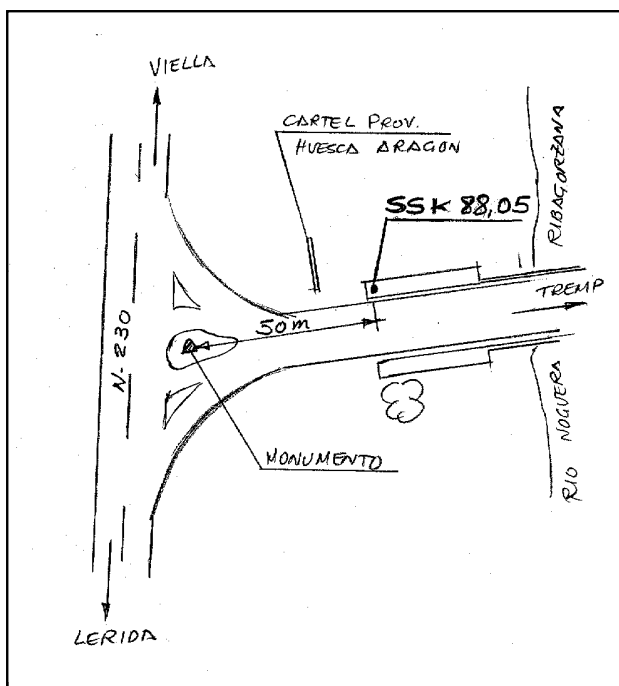 VIELLA
CARTEL PROV.
HUESCA ARAGON
SSK 88,05
RIBAGORZANA
TREMP
50m
N-230
MONUMENTO
RIO NOGUERA
LERIDA